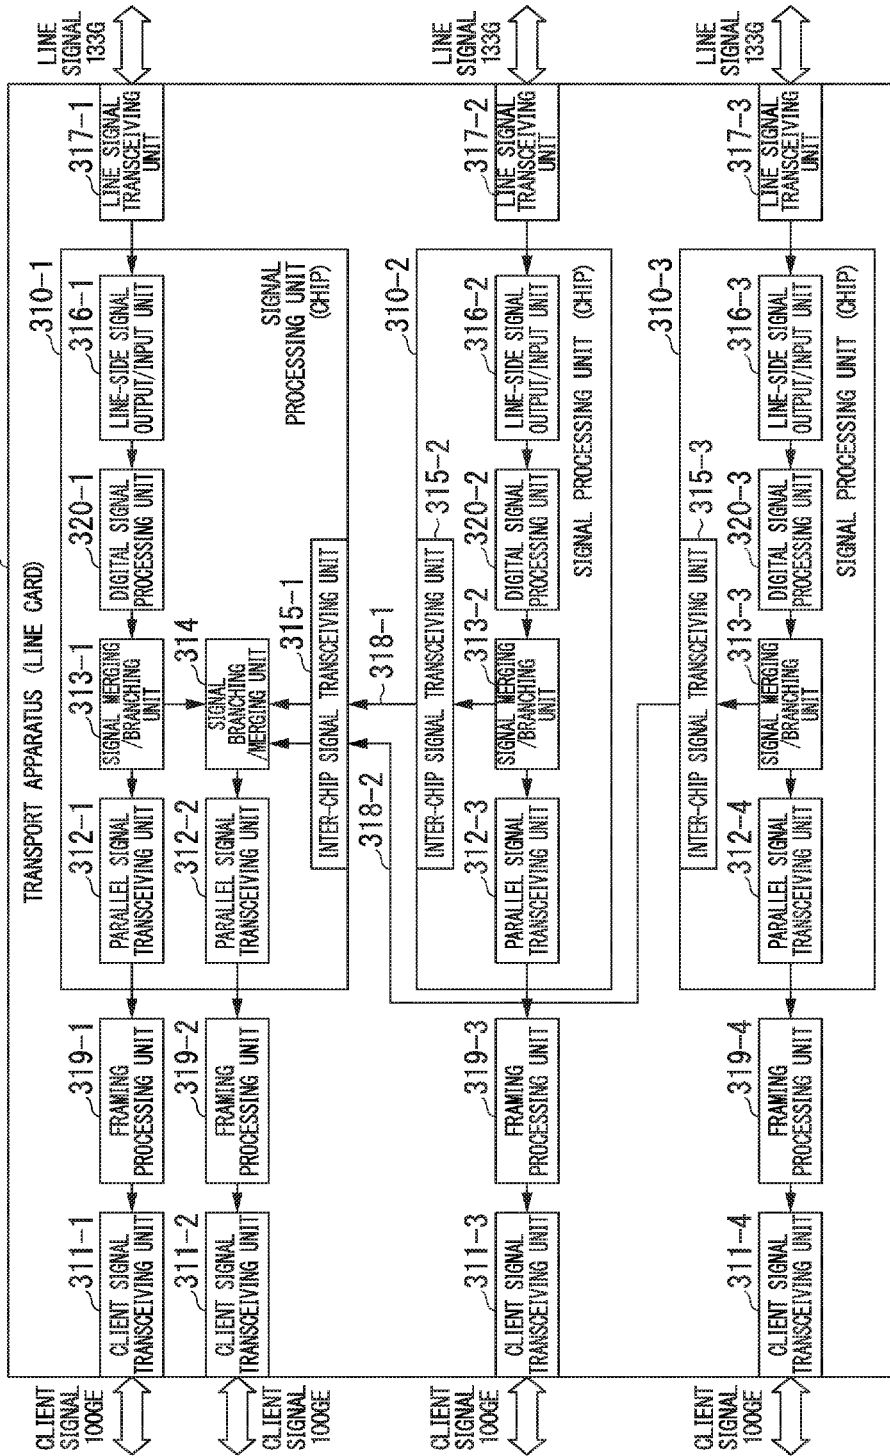 TRANSPORT APPARATUS (LINE CARD)
CLIENT
SIGNAL
100GE
311-1
CLIENT SIGNAL
TRANSCEIVING UNIT
319-1
FRAMING
PROCESSING UNIT
312-1
PARALLEL SIGNAL
TRANSCEIVING UNIT
313-1
SIGNAL MERGING
/BRANCHING
UNIT
320-1
DIGITAL SIGNAL
PROCESSING UNIT
316-1
LINE-SIDE SIGNAL
OUTPUT/INPUT UNIT
310-1
317-1
LINE SIGNAL
TRANSCEIVING
UNIT
LINE
SIGNAL
133G
CLIENT
SIGNAL
100GE
311-2
CLIENT SIGNAL
TRANSCEIVING UNIT
319-2
FRAMING
PROCESSING UNIT
312-2
PARALLEL SIGNAL
TRANSCEIVING UNIT
314
SIGNAL
BRANCHING
/MERGING UNIT
315-1
INTER-CHIP SIGNAL TRANSCEIVING UNIT
SIGNAL
PROCESSING UNIT
(CHIP)
318-1
318-2
310-2
315-2
INTER-CHIP SIGNAL TRANSCEIVING UNIT
CLIENT
SIGNAL
100GE
311-3
CLIENT SIGNAL
TRANSCEIVING UNIT
319-3
FRAMING
PROCESSING UNIT
312-3
PARALLEL SIGNAL
TRANSCEIVING UNIT
313-2
SIGNAL MERGING
/BRANCHING
UNIT
320-2
DIGITAL SIGNAL
PROCESSING UNIT
316-2
LINE-SIDE SIGNAL
OUTPUT/INPUT UNIT
317-2
LINE SIGNAL
TRANSCEIVING
UNIT
LINE
SIGNAL
133G
SIGNAL PROCESSING UNIT (CHIP)
310-3
315-3
INTER-CHIP SIGNAL TRANSCEIVING UNIT
CLIENT
SIGNAL
100GE
311-4
CLIENT SIGNAL
TRANSCEIVING UNIT
319-4
FRAMING
PROCESSING UNIT
312-4
PARALLEL SIGNAL
TRANSCEIVING UNIT
313-3
SIGNAL MERGING
/BRANCHING
UNIT
320-3
DIGITAL SIGNAL
PROCESSING UNIT
316-3
LINE-SIDE SIGNAL
OUTPUT/INPUT UNIT
317-3
LINE SIGNAL
TRANSCEIVING
UNIT
LINE
SIGNAL
133G
SIGNAL PROCESSING UNIT (CHIP)